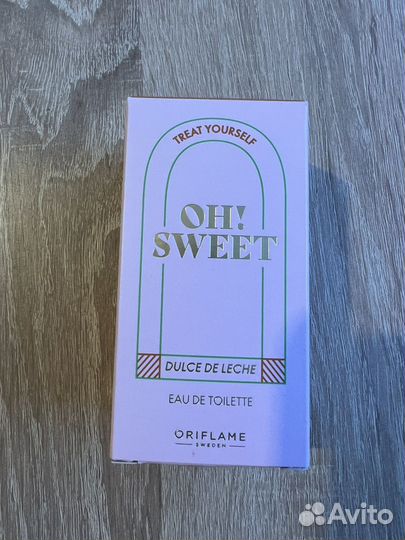 TREAT YOURSELF
OH!
SWEET
DULCE DE LECHE
EAU DE TOILETTE
ORIFLAME
SWEDEN
Avito